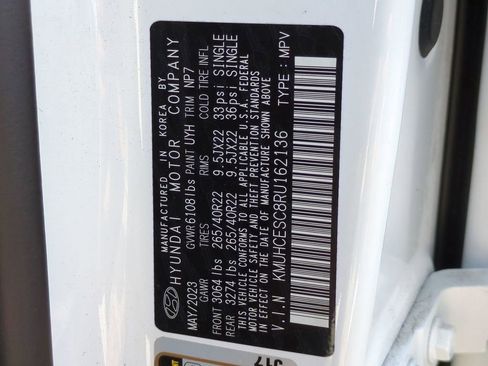 MANUFACTURED IN KOREA BY
HYUNDAI MOTOR COMPANY
MAY/2023 GVWR 6108 lbs PAINT UYH TRIM NP7
GAWR TIRES RIMS COLD TIRE INFL
FRONT 3064 lbs 265/40R22 9.5JX22 33psi SINGLE
REAR 3274 lbs 265/40R22 9.5JX22 36psi SINGLE
THIS VEHICLE CONFORMS TO ALL APPLICABLE U.S.A. FEDERAL
MOTOR VEHICLE SAFETY AND THEFT PREVENTION STANDARDS
IN EFFECT ON THE DATE OF MANUFACTURE SHOWN ABOVE
V.I.N KMUHCESC8RU162136 TYPE : MPV